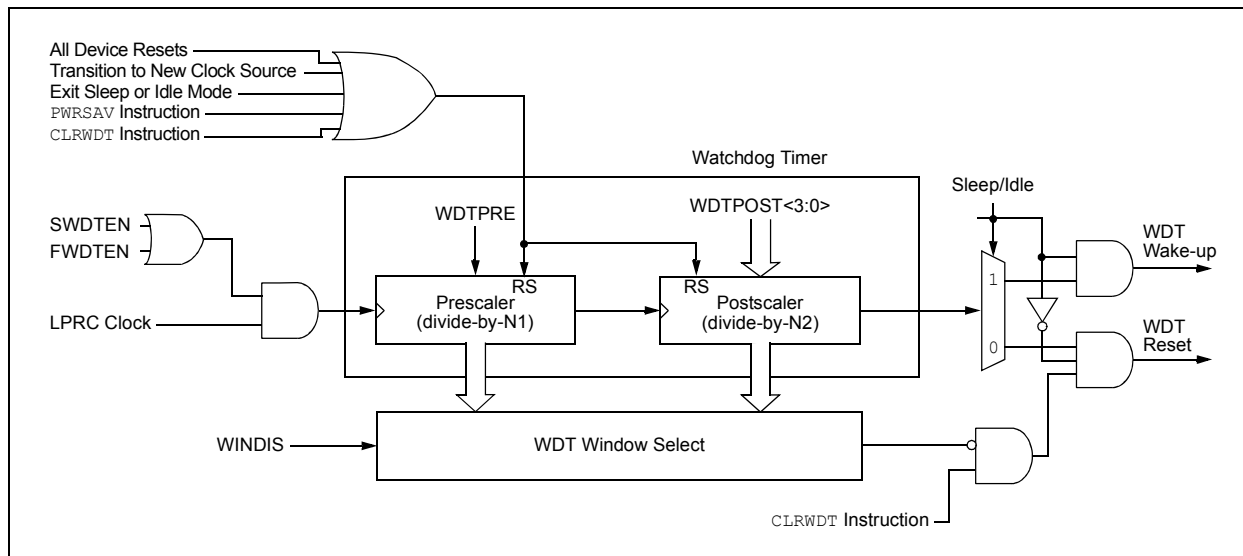 All Device Resets
Transition to New Clock Source
Exit Sleep or Idle Mode
PWRSAV Instruction
CLRWDT Instruction
Watchdog Timer
Sleep/Idle
SWDTEN
FWDTEN
WDTPRE
WDTPOST<3:0>
WDT
Wake-up
RS
RS
1
Prescaler
(divide-by-N1)
Postscaler
(divide-by-N2)
LPRC Clock
0
WDT
Reset
WINDIS
WDT Window Select
CLRWDT Instruction